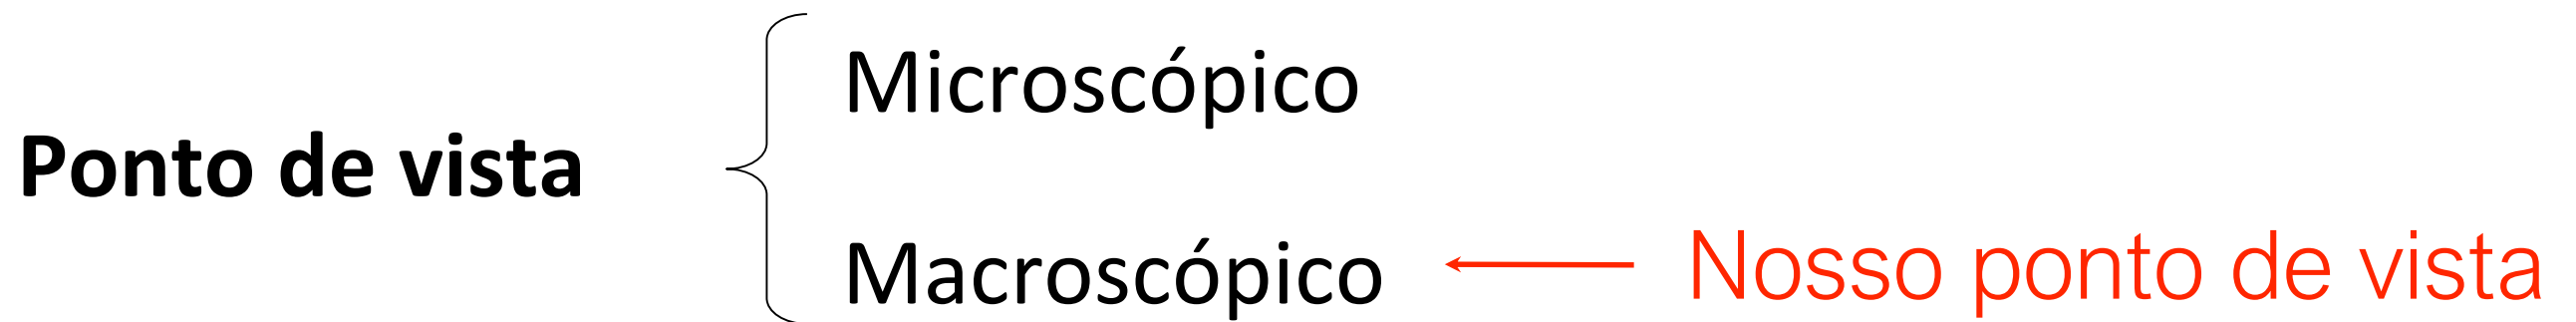 Microscópico
Ponto de vista
Macroscópico
Nosso ponto de vista